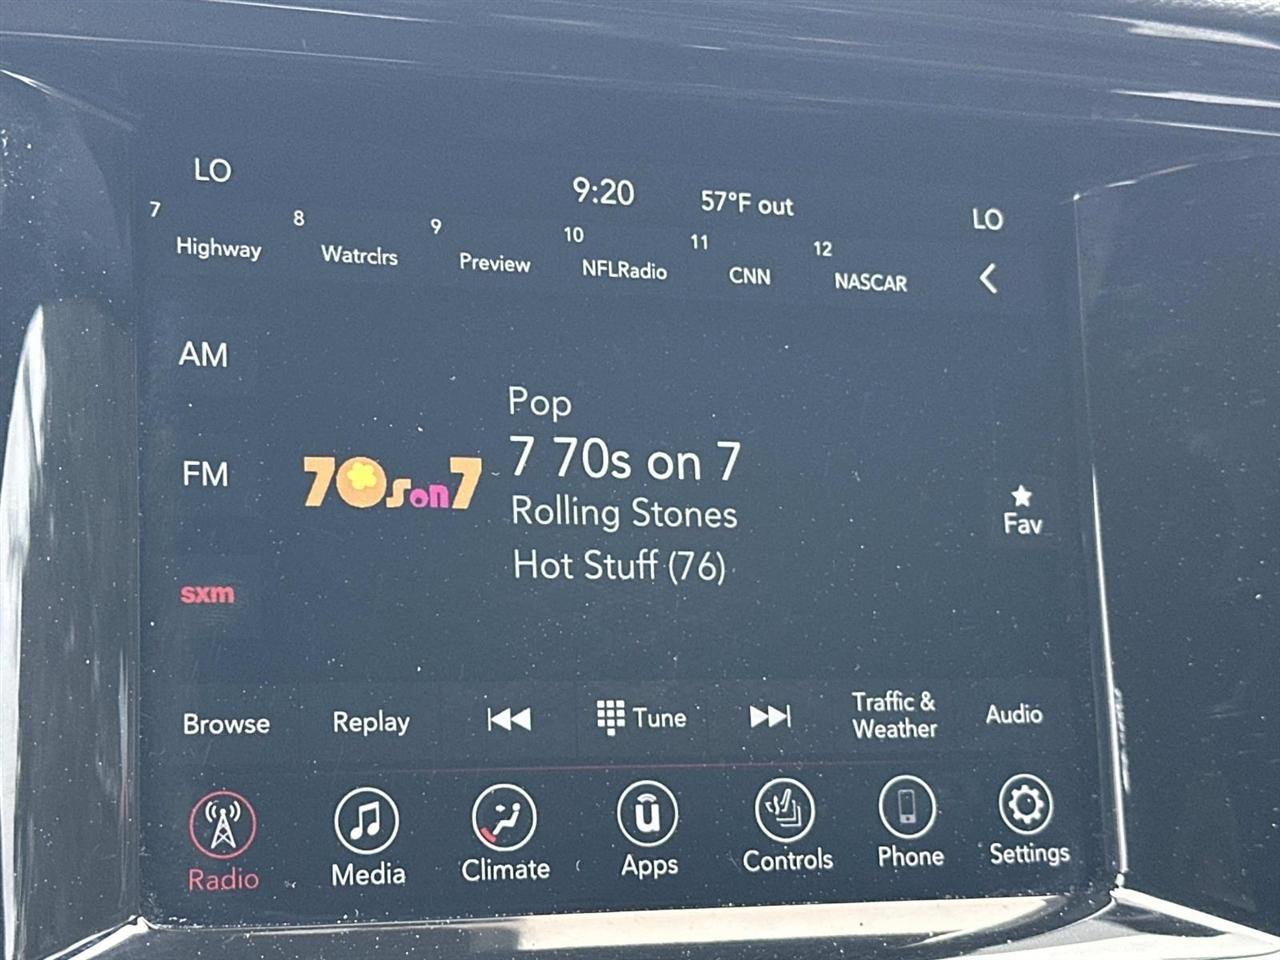 LO
9:20
57°F out
LO
7
Highway
8
Watrclrs
9
Preview
10
NFLRadio
11
CNN
12
NASCAR
AM
FM
sxm
70s on 7
Pop
7 70s on 7
Rolling Stones
Hot Stuff (76)
Fav
Browse
Replay
Tune
Traffic &
Weather
Audio
Radio
Media
Climate
u
Apps
Controls
Phone
Settings